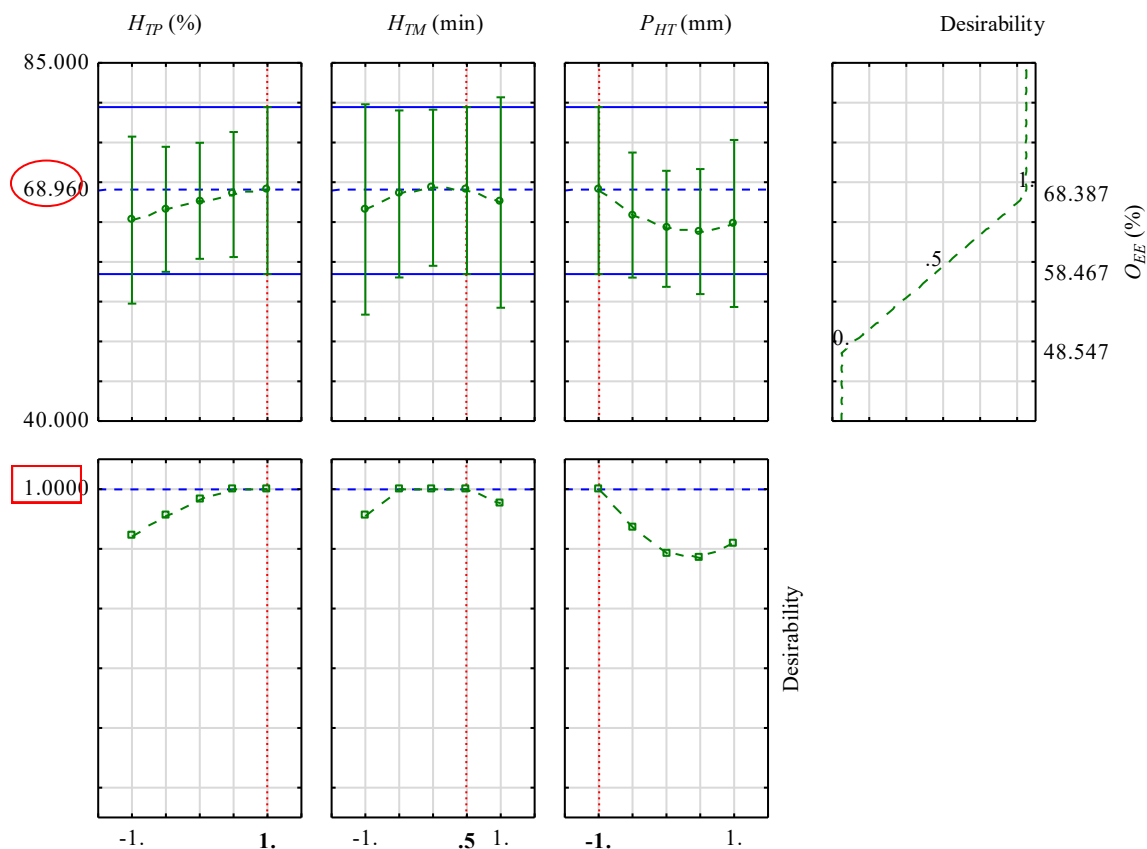 H_TP (%) H_TM (min) P_HT (mm) Desirability
85.000
68.960
40.000
1.
.5
0.
68.387
58.467
48.547
O_EE (%)
1.0000
Desirability
-1. 1. -1. .5 1. -1. 1.